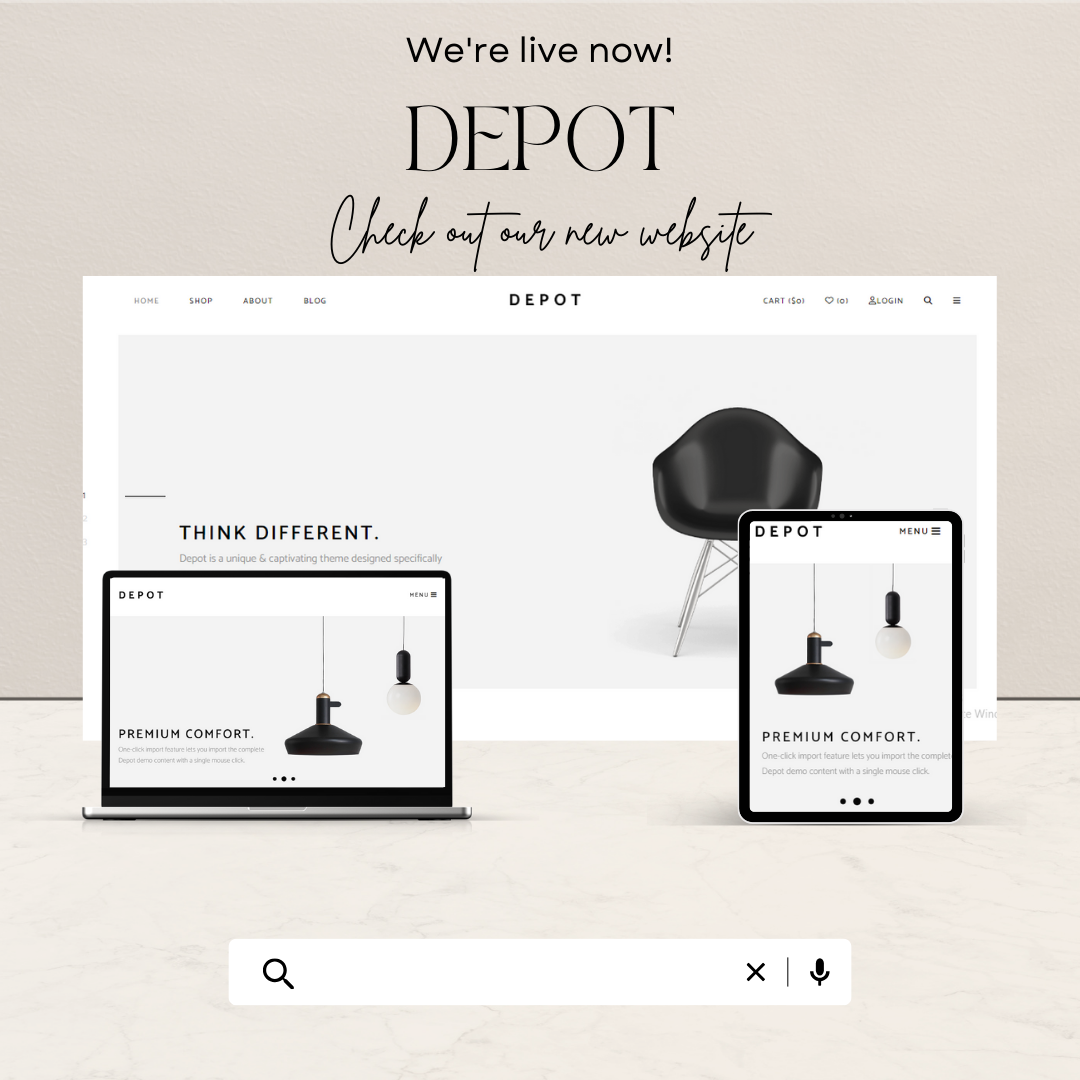 We're live now!
DEPOT
Check out our new website
HOME SHOP ABOUT BLOG
DEPOT
CART ($0) (0) LOGIN
1
2
3
THINK DIFFERENT.
Depot is a unique & captivating theme designed specifically
DEPOT
MENU
PREMIUM COMFORT.
One-click import feature lets you import the complete
Depot demo content with a single mouse click.
DEPOT
MENU
PREMIUM COMFORT.
One-click import feature lets you import the complete
Depot demo content with a single mouse click.